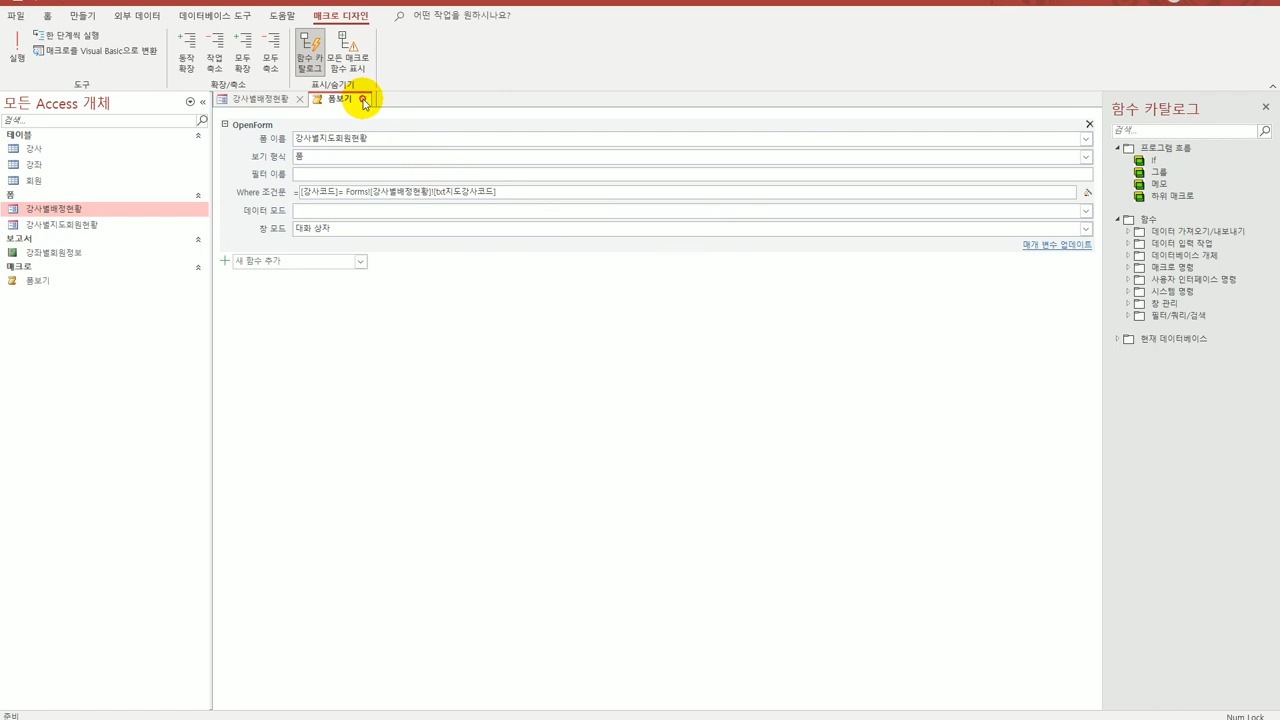 파일 홈 만들기 외부 데이터 데이터베이스 도구 도움말 매크로 디자인 어떤 작업을 원하시나요?
실행
한 단계씩 실행
매크로를 Visual Basic으로 변환
도구
동작 확장
작업 축소
모두 확장
모두 축소
확장/축소
함수 카탈로그
모든 매크로 함수 표시
표시/숨기기
모든 Access 개체
검색...
테이블
강사
강좌
회원
폼
강사별배정현황
강사별지도회원현황
보고서
강좌별회원정보
매크로
폼보기
강사별배정현황
폼보기
OpenForm
폼 이름 강사별지도회원현황
보기 형식 폼
필터 이름
Where 조건문 = [강사코드]= Forms![강사별배정현황]![txt지도강사코드]
데이터 모드
창 모드 대화 상자
매개 변수 업데이트
새 함수 추가
함수 카탈로그
검색...
프로그램 흐름
If
그룹
메모
하위 매크로
함수
데이터 가져오기/내보내기
데이터 입력 작업
데이터베이스 개체
매크로 명령
사용자 인터페이스 명령
시스템 명령
창 관리
필터/쿼리/검색
현재 데이터베이스
준비
Num Lock